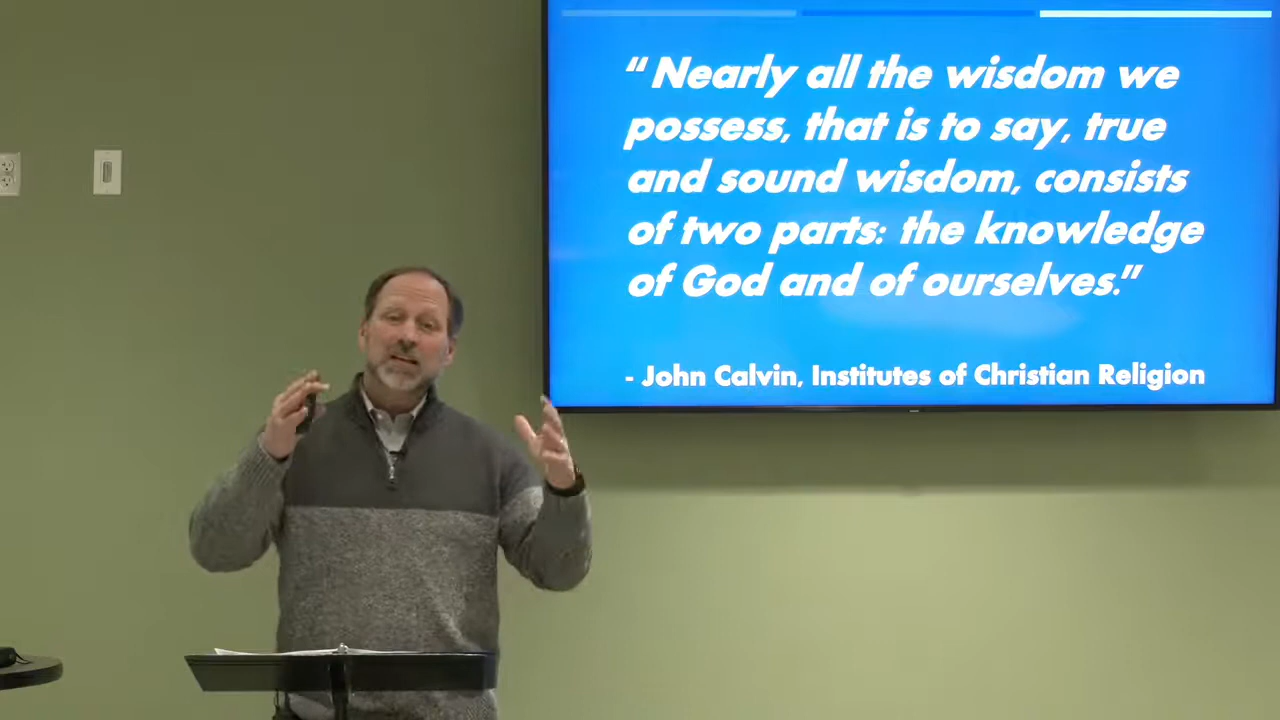 “Nearly all the wisdom we
possess, that is to say, true
and sound wisdom, consists
of two parts: the knowledge
of God and of ourselves.”
- John Calvin, Institutes of Christian Religion